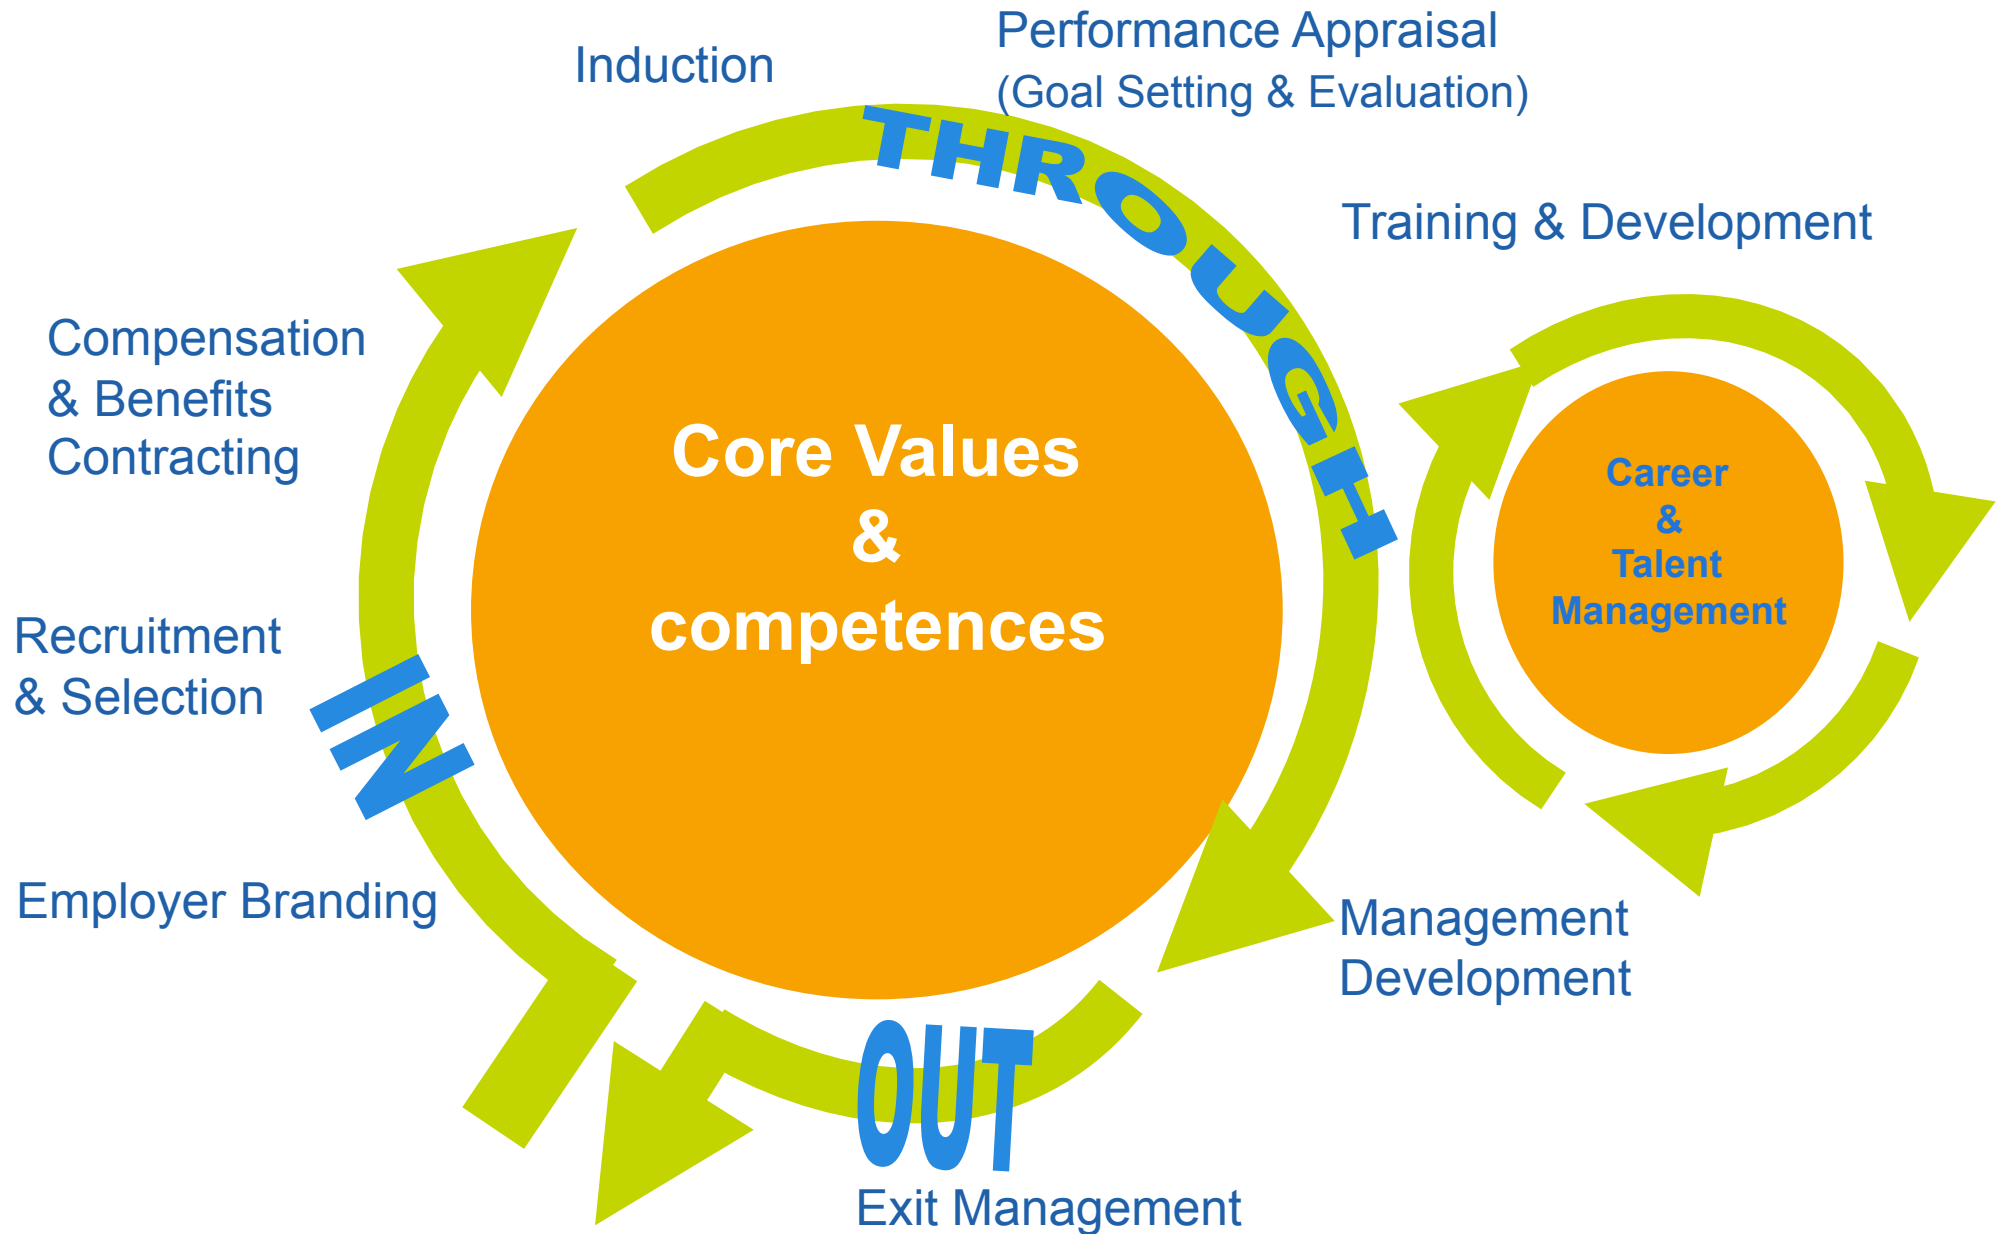 Induction
Performance Appraisal
(Goal Setting & Evaluation)
THROUGH
Training & Development
Compensation
& Benefits
Contracting
Core Values
&
competences
Career
&
Talent
Management
Recruitment
& Selection
IN
Employer Branding
Management
Development
OUT
Exit Management